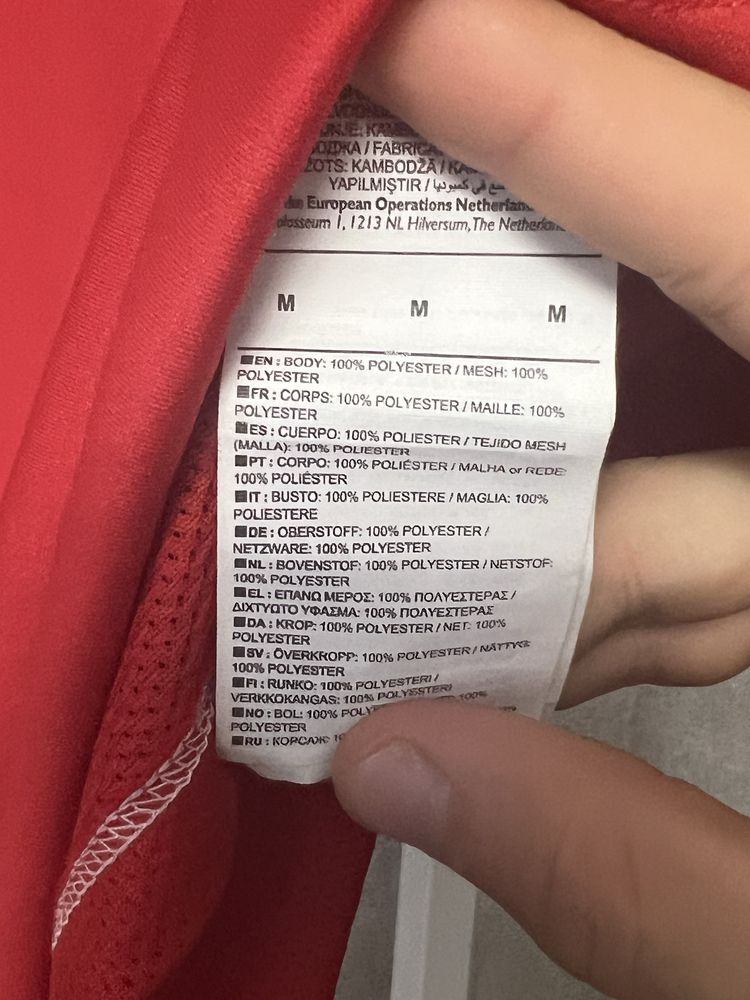 KAMBODŽĀ /
YAPILMIŞTIR /
European Operations
1, 1213 NL Hilversum, The
M M M
EN : BODY: 100% POLYESTER / MESH: 100%
POLYESTER
FR : CORPS: 100% POLYESTER / MAILLE: 100%
POLYESTER
ES : CUERPO: 100% POLIESTER / TEJIDO MESH
(MALLA): 100% POLIESTER
PT : CORPO: 100% POLIÉSTER / MALHA or REDE:
100% POLIÉSTER
IT : BUSTO: 100% POLIESTERE / MAGLIA: 100%
POLIESTERE
DE : OBERSTOFF: 100% POLYESTER /
NETZWARE: 100% POLYESTER
NL : BOVENSTOF: 100% POLYESTER / NETSTOF:
100% POLYESTER
EL : ΕΠΑΝΩ ΜΕΡΟΣ: 100% ΠΟΛΥΕΣΤΕΡΑΣ /
ΔΙΧΤΥΩΤΟ ΥΦΑΣΜΑ: 100% ΠΟΛΥΕΣΤΕΡΑΣ
DA : KROP: 100% POLYESTER / NET: 100%
POLYESTER
SV : ÖVERKROPP: 100% POLYESTER / NÄTTYG:
100% POLYESTER
FI : RUNKO: 100% POLYESTERI /
VERKKOKANGAS: 100% POLYESTERI
NO : BOL: 100% 100%
POLYESTER
RU : КОРСАЖ: